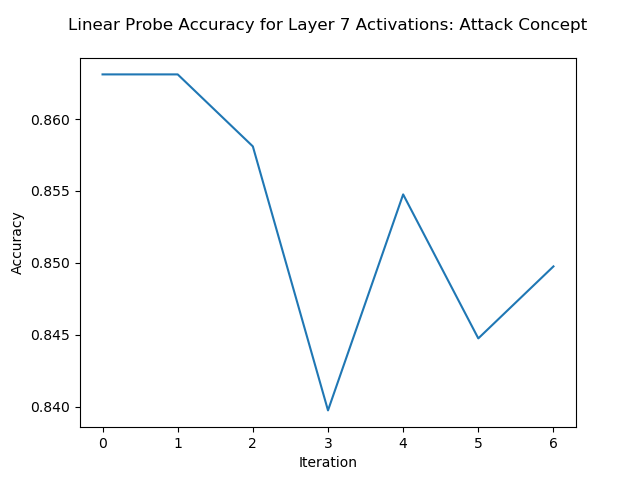 Linear Probe Accuracy for Layer 7 Activations: Attack Concept
0.860
0.855
0.850
0.845
0.840
Accuracy
0 1 2 3 4 5 6
Iteration